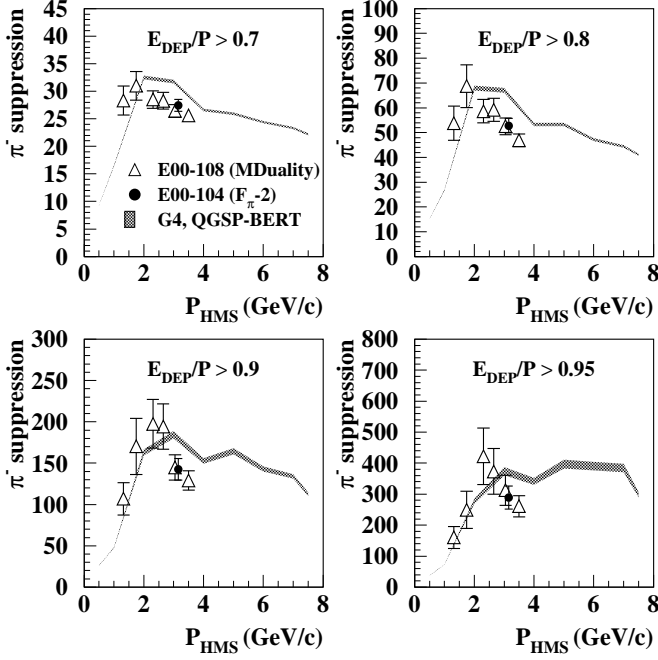 π⁻ suppression
45
40
35
30
25
20
15
10
5
0
E_DEP/P > 0.7
E00-108 (MDuality)
E00-104 (F_π-2)
G4, QGSP-BERT
0 2 4 6 8
P_HMS (GeV/c)
π⁻ suppression
100
90
80
70
60
50
40
30
20
10
0
E_DEP/P > 0.8
0 2 4 6 8
P_HMS (GeV/c)
π⁻ suppression
300
250
200
150
100
50
0
E_DEP/P > 0.9
0 2 4 6 8
P_HMS (GeV/c)
π⁻ suppression
800
700
600
500
400
300
200
100
0
E_DEP/P > 0.95
0 2 4 6 8
P_HMS (GeV/c)